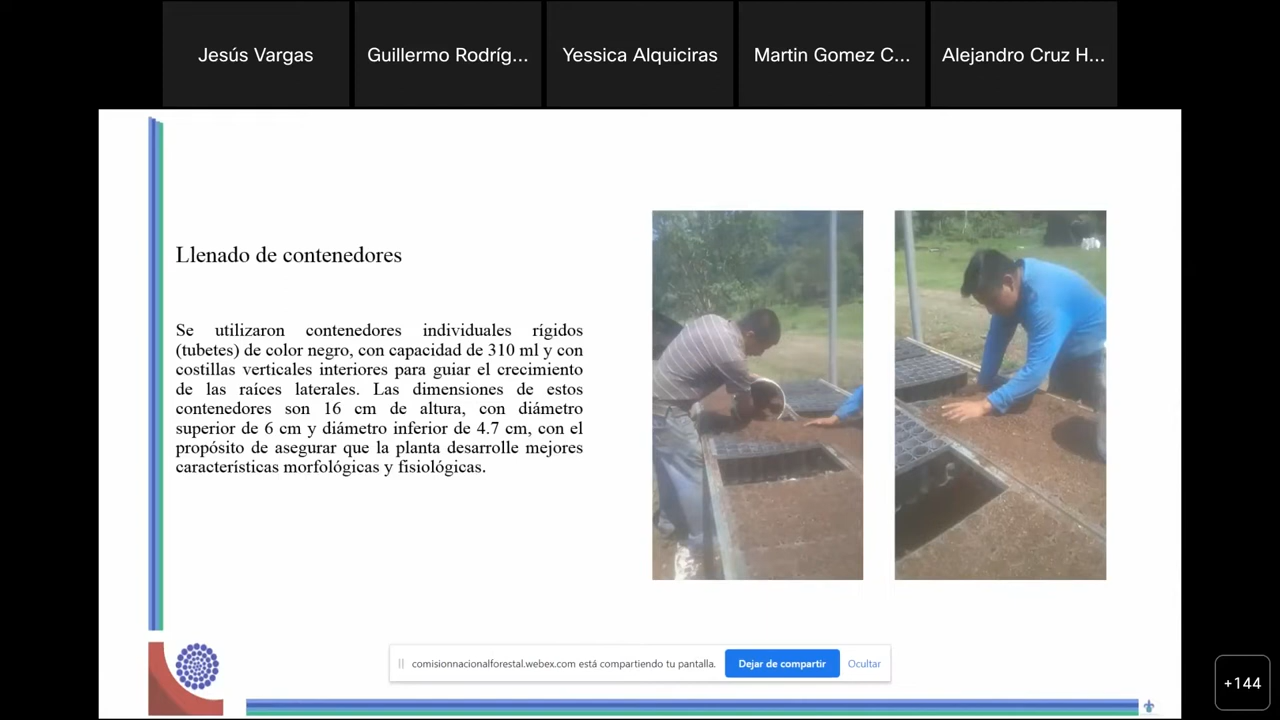 Jesús Vargas
Guillermo Rodríg...
Yessica Alquiciras
Martin Gomez C...
Alejandro Cruz H...
Llenado de contenedores
Se utilizaron contenedores individuales rígidos
(tubetes) de color negro, con capacidad de 310 ml y con
costillas verticales interiores para guiar el crecimiento
de las raíces laterales. Las dimensiones de estos
contenedores son 16 cm de altura, con diámetro
superior de 6 cm y diámetro inferior de 4.7 cm, con el
propósito de asegurar que la planta desarrolle mejores
características morfológicas y fisiológicas.
comisionnacionalforestal.webex.com está compartiendo tu pantalla.
Dejar de compartir
Ocultar
+144